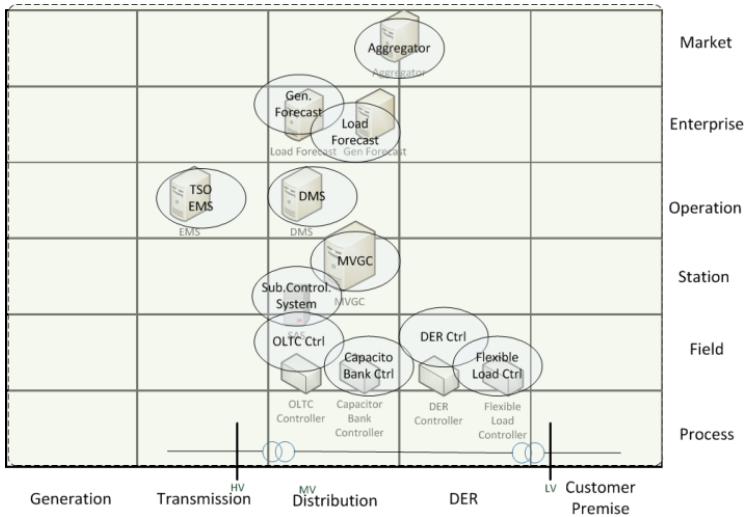 Aggregator
Aggregator
Market
Gen.
Forecast
Load
Forecast
Load Forecast
Gen Forecast
Enterprise
TSO
EMS
EMS
DMS
DMS
Operation
MVGC
MVGC
Sub.Control.
System
SAS
Station
OLTC Ctrl
Capacito
Bank Ctrl
DER Ctrl
Flexible
Load Ctrl
Field
OLTC
Controller
Capacitor
Bank
Controller
DER
Controller
Flexible
Load
Controller
Process
HV
MV
LV
Generation
Transmission
Distribution
DER
Customer
Premise